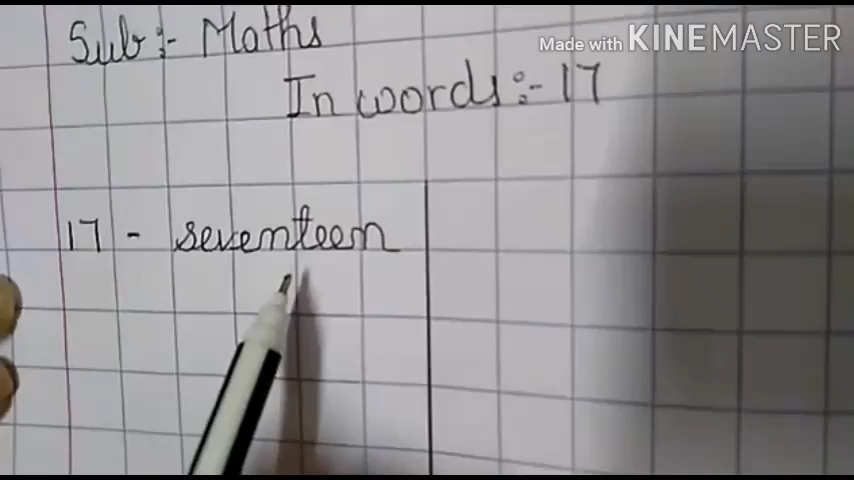 Sub:- Maths
Made with KINEMASTER
In words:- 17
17 - seventeen